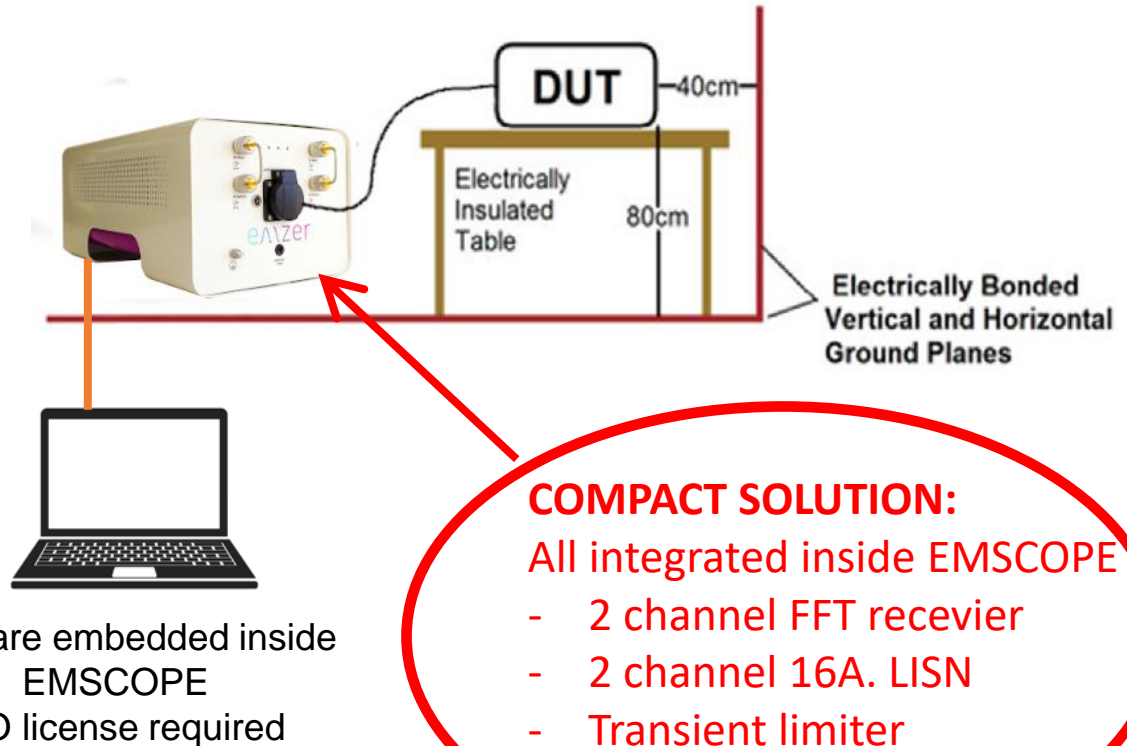 DUT
40cm
Electrically
Insulated
Table
80cm
emzer
Electrically Bonded
Vertical and Horizontal
Ground Planes
COMPACT SOLUTION:
All integrated inside EMSCOPE
- 2 channel FFT recevier
- 2 channel 16A. LISN
- Transient limiter
are embedded inside
EMSCOPE
license required